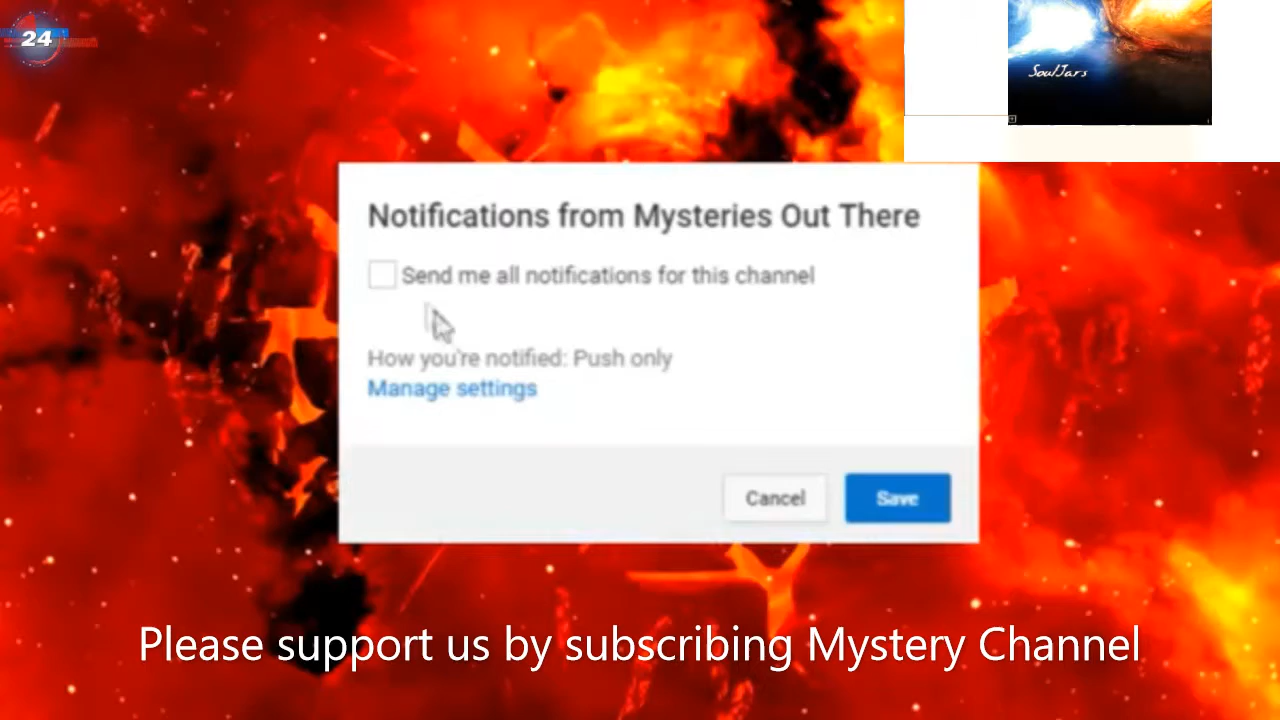 24
SoulJars
Notifications from Mysteries Out There
Send me all notifications for this channel
How you're notified: Push only
Manage settings
Cancel
Save
Please support us by subscribing Mystery Channel